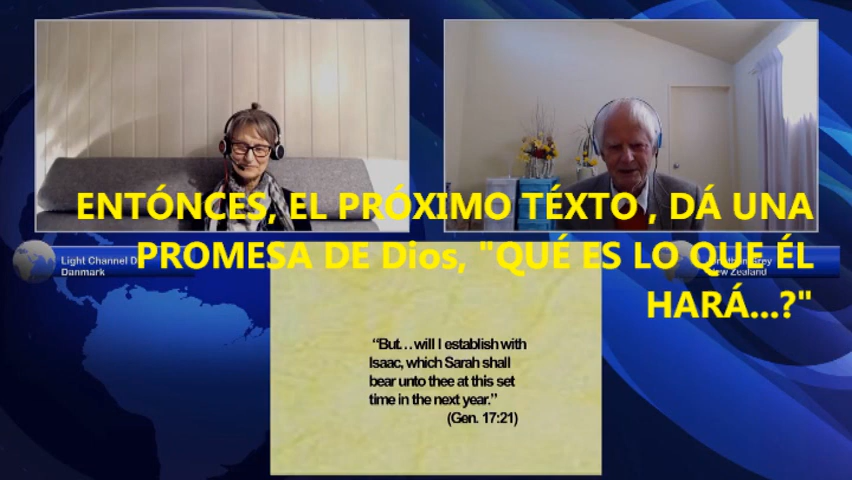 ENTÓNCES, EL PRÓXIMO TÉXTO , DÁ UNA
PROMESA DE Dios, "QUÉ ES LO QUE ÉL
HARÁ...?"
Light Channel D
Danmark
New Zealand
“But. . . will I establish with
Isaac, which Sarah shall
bear unto thee at this set
time in the next year.”
(Gen. 17:21)